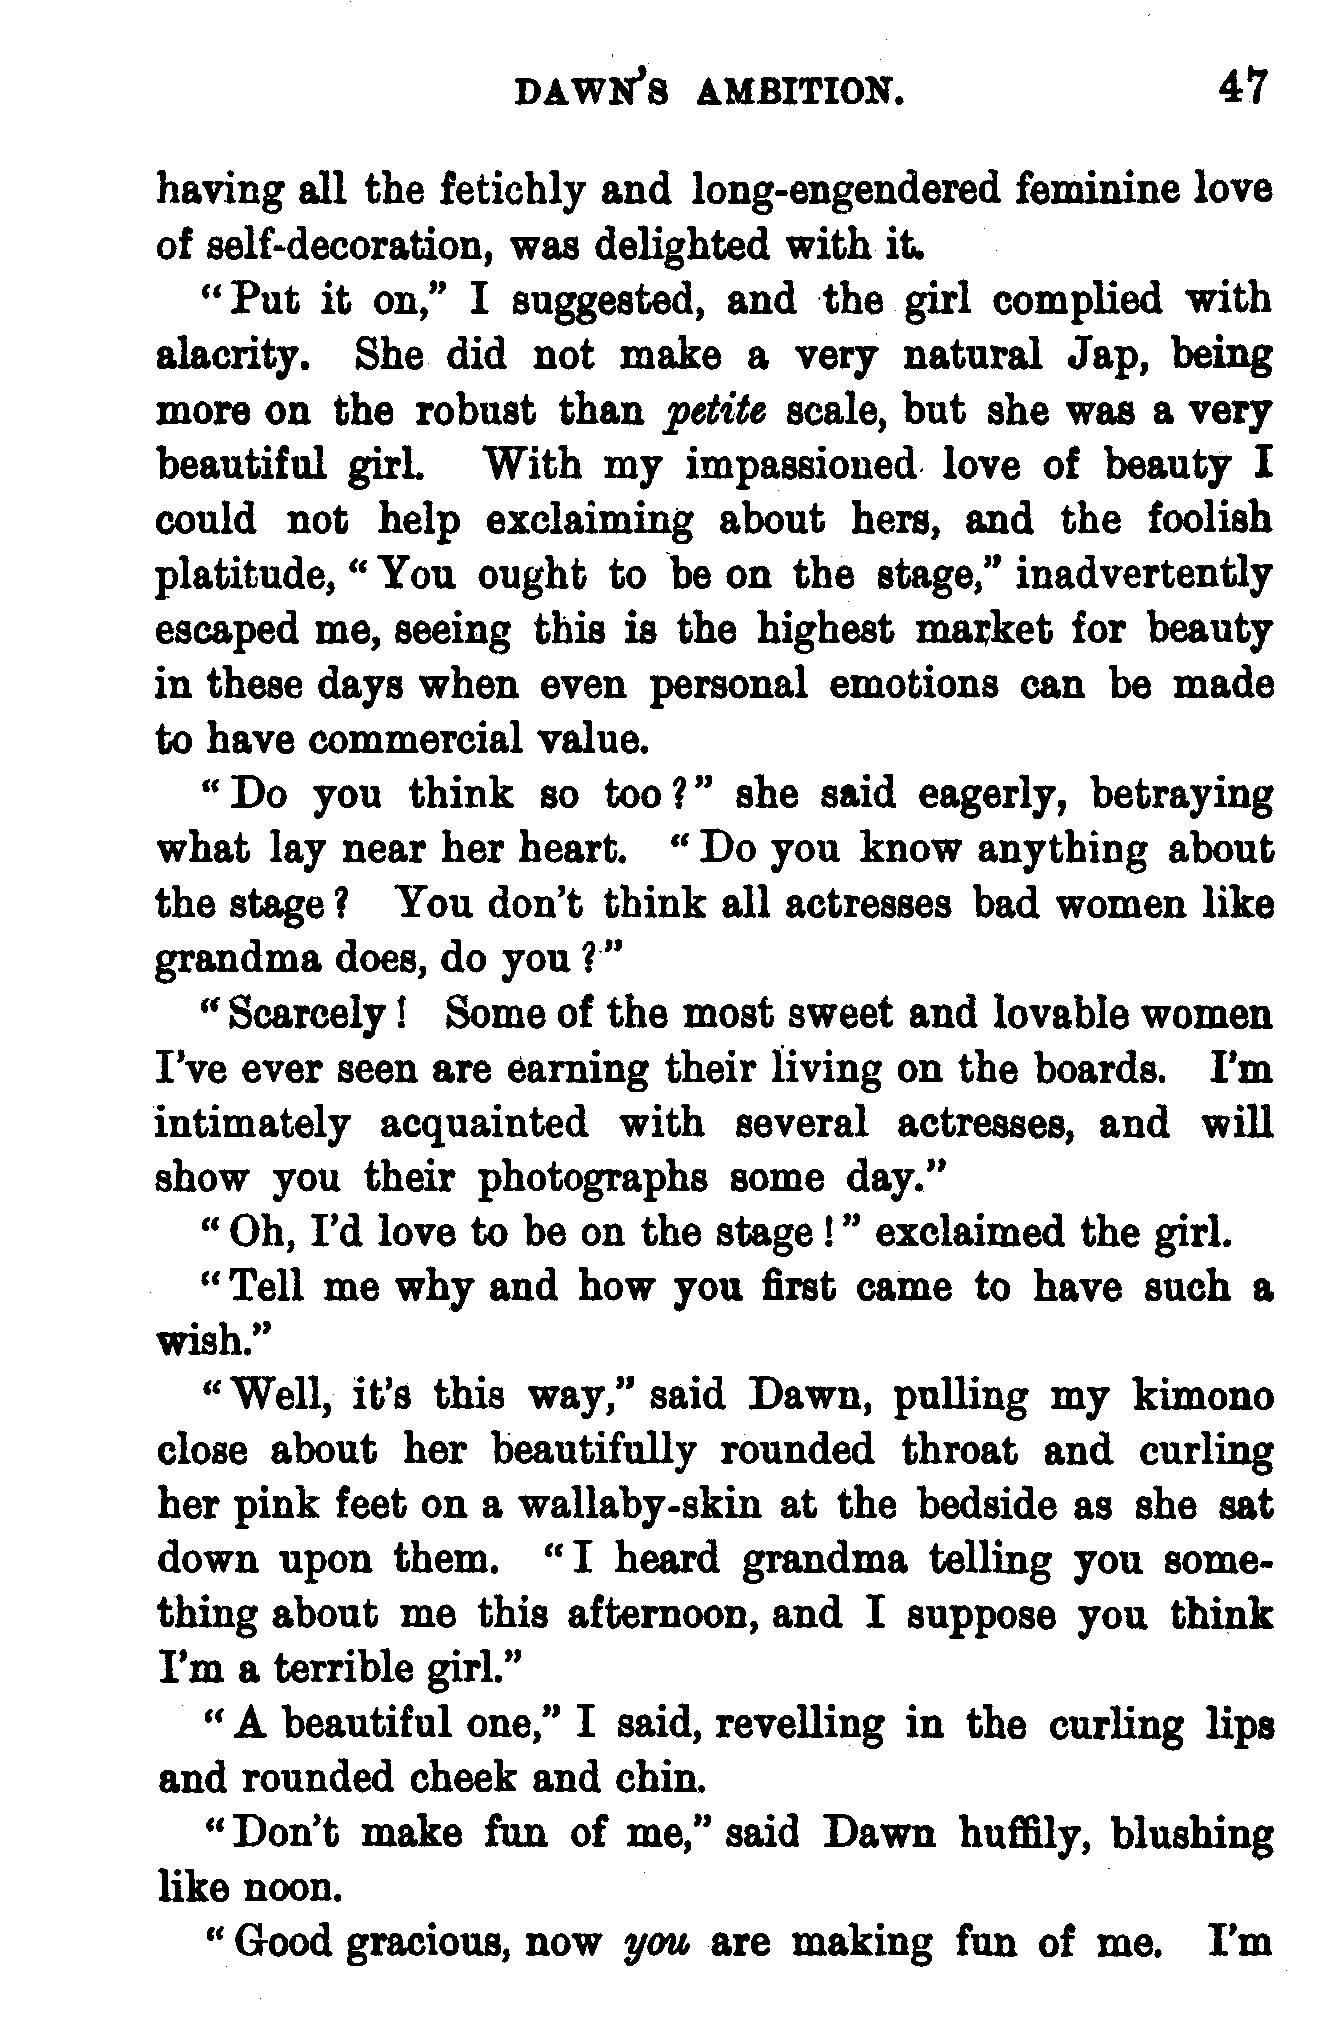 DAWN'S AMBITION. 47
having all the fetichly and long-engendered feminine love
of self-decoration, was delighted with it.
"Put it on," I suggested, and the girl complied with
alacrity. She did not make a very natural Jap, being
more on the robust than petite scale, but she was a very
beautiful girl. With my impassioned love of beauty I
could not help exclaiming about hers, and the foolish
platitude, "You ought to be on the stage," inadvertently
escaped me, seeing this is the highest market for beauty
in these days when even personal emotions can be made
to have commercial value.
"Do you think so too?" she said eagerly, betraying
what lay near her heart. "Do you know anything about
the stage? You don't think all actresses bad women like
grandma does, do you?"
"Scarcely! Some of the most sweet and lovable women
I've ever seen are earning their living on the boards. I'm
intimately acquainted with several actresses, and will
show you their photographs some day."
"Oh, I'd love to be on the stage!" exclaimed the girl.
"Tell me why and how you first came to have such a
wish."
"Well, it's this way," said Dawn, pulling my kimono
close about her beautifully rounded throat and curling
her pink feet on a wallaby-skin at the bedside as she sat
down upon them. "I heard grandma telling you some-
thing about me this afternoon, and I suppose you think
I'm a terrible girl."
"A beautiful one," I said, revelling in the curling lips
and rounded cheek and chin.
"Don't make fun of me," said Dawn huffily, blushing
like noon.
"Good gracious, now you are making fun of me. I'm